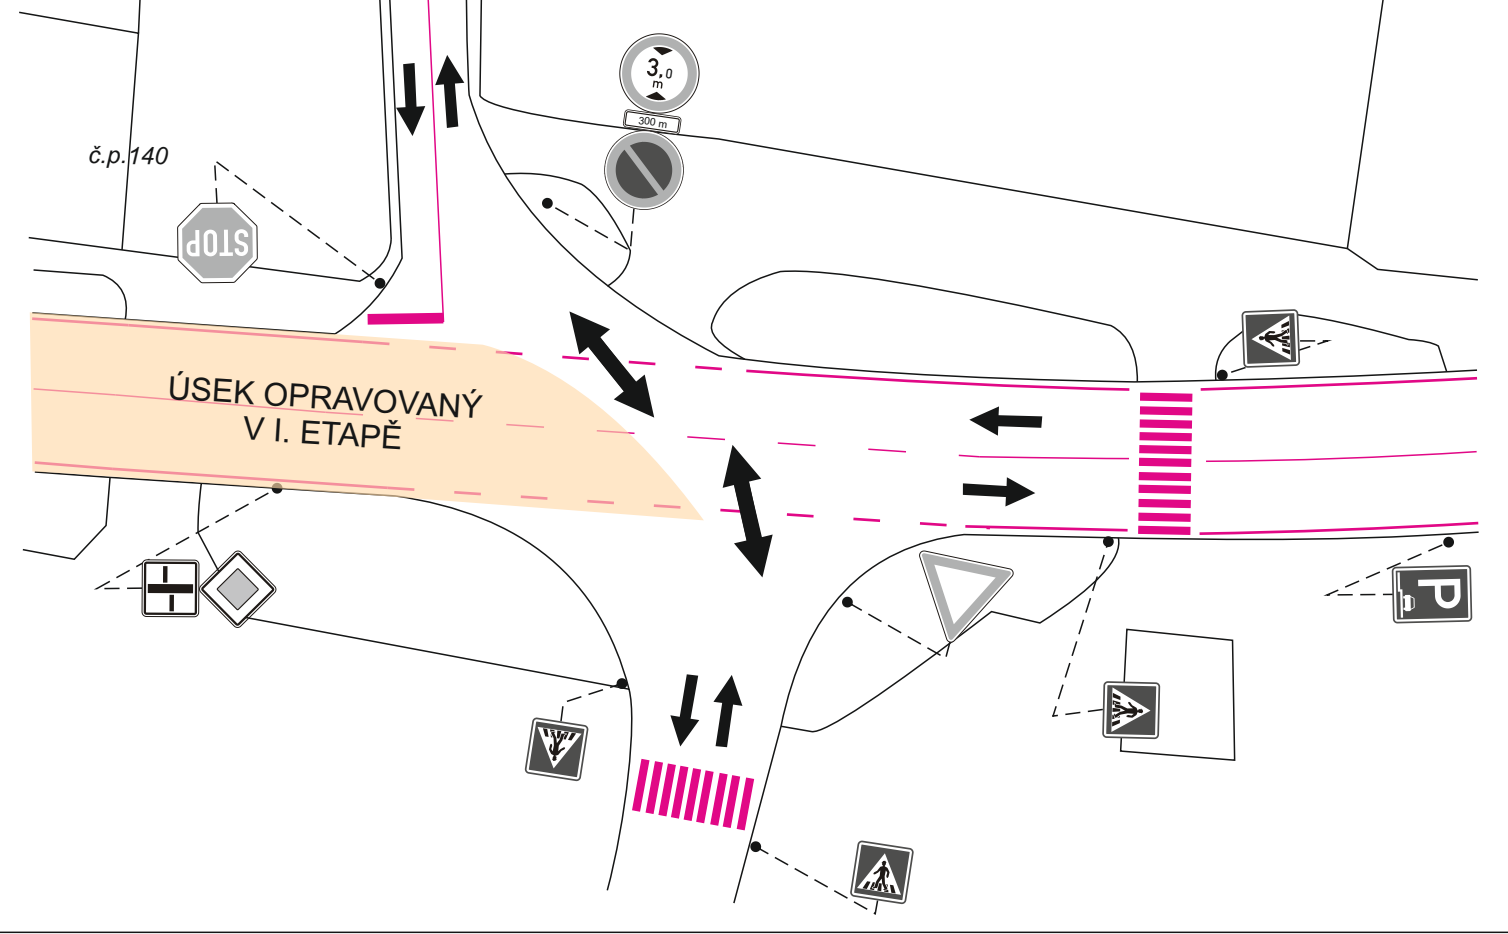 3,0
m
300 m
č.p.140
STOP
ÚSEK OPRAVOVANÝ
V I. ETAPĚ
P